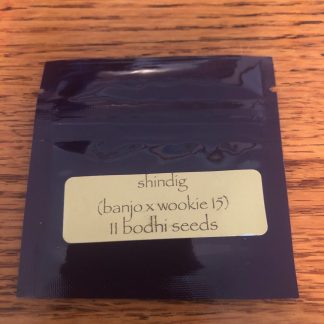 shindig
(banjo x wookie 15)
11 bodhi seeds